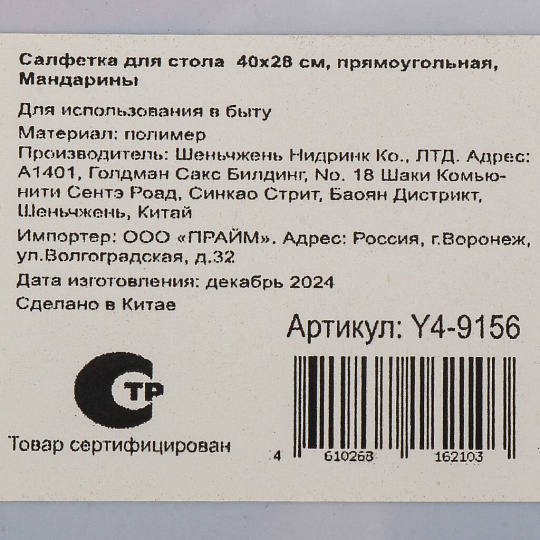 Салфетка для стола 40х28 см, прямоугольная,
Мандарины
Для использования в быту
Материал: полимер
Производитель: Шеньчжень Нидринк Ко., ЛТД. Адрес:
А1401, Голдман Сакс Билдинг, No. 18 Шаки Комью-
нити Сентэ Роад, Синкао Стрит, Баоян Дистрикт,
Шеньчжень, Китай
Импортер: ООО «ПРАЙМ». Адрес: Россия, г.Воронеж,
ул.Волгоградская, д.32
Дата изготовления: декабрь 2024
Сделано в Китае
Артикул: Y4-9156
СТР
Товар сертифицирован
4 610268 162103